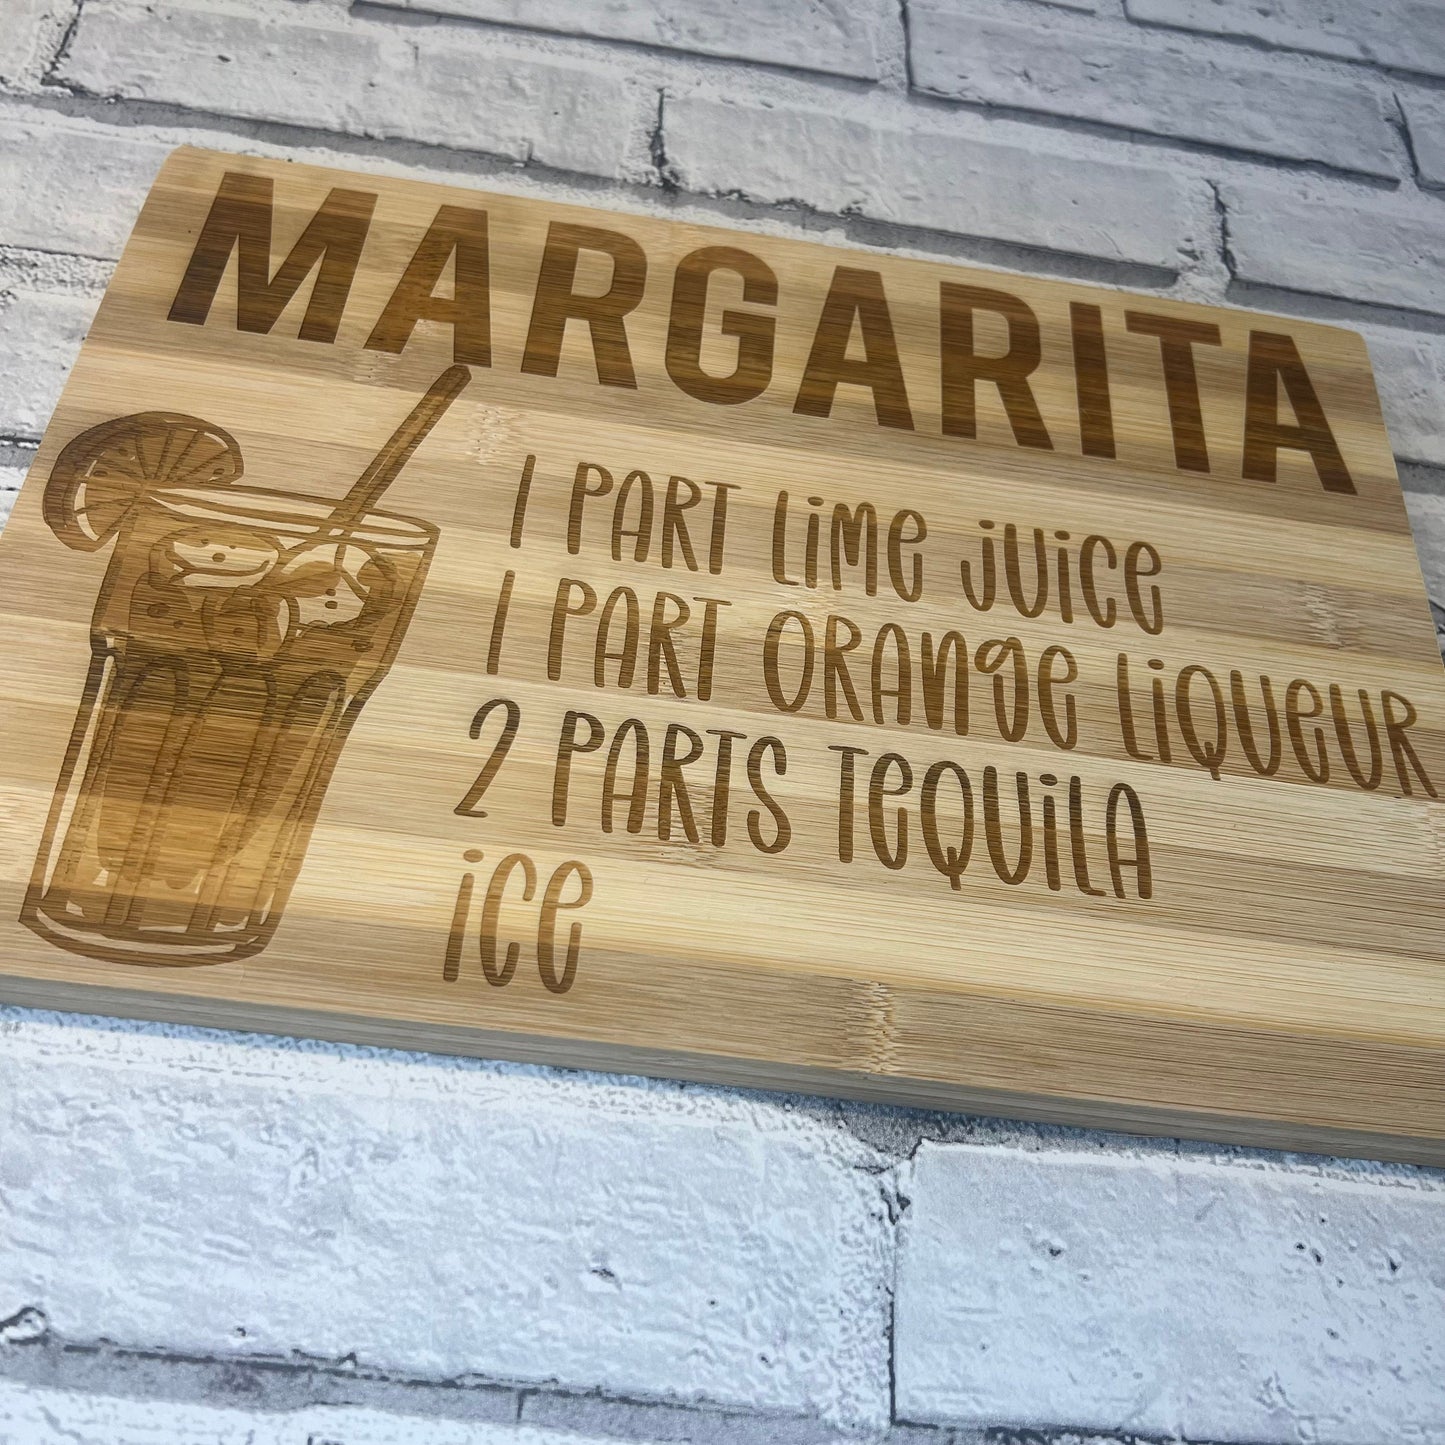 MARGARITA
1 PART LiMe JUiCe
1 PART ORANge LiQUeUR
2 PARTS TeQUiLA
iCe